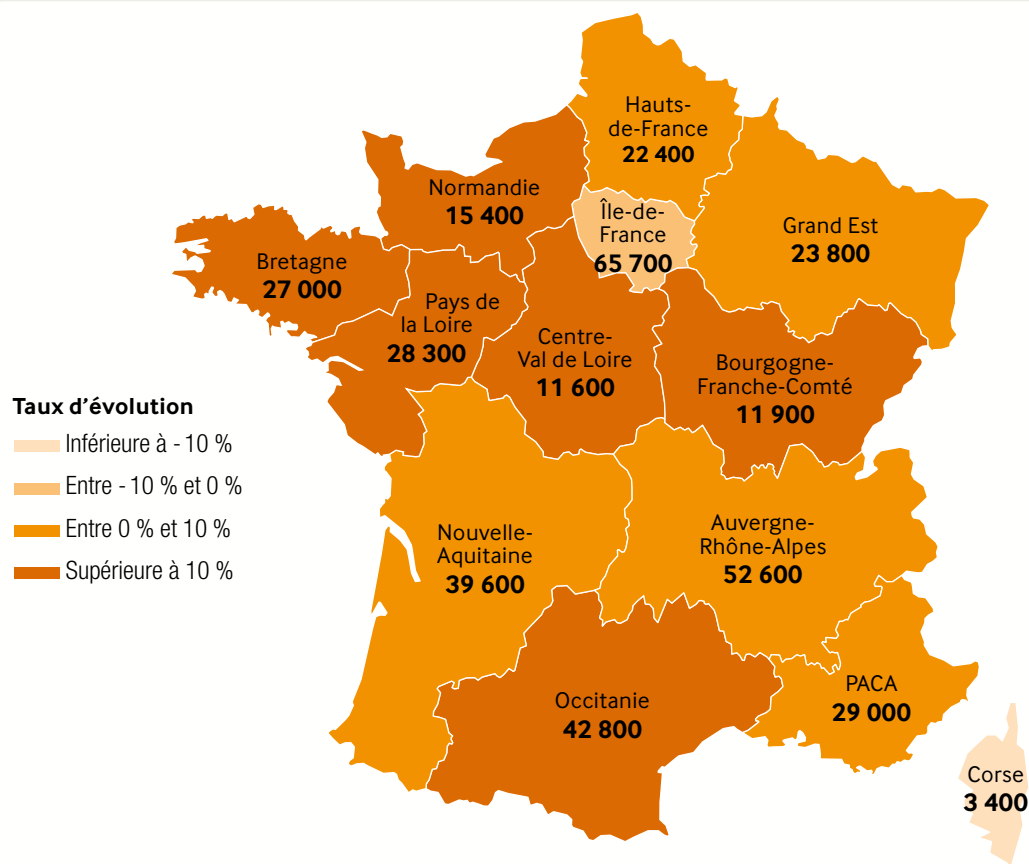 Hauts-
de-France
22 400
Normandie
15 400
Île-de-
France
65 700
Grand Est
23 800
Bretagne
27 000
Pays de
la Loire
28 300
Centre-
Val de Loire
11 600
Bourgogne-
Franche-Comté
11 900
Taux d'évolution
Inférieure à - 10 %
Entre - 10 % et 0 %
Entre 0 % et 10 %
Supérieure à 10 %
Nouvelle-
Aquitaine
39 600
Auvergne-
Rhône-Alpes
52 600
Occitanie
42 800
PACA
29 000
Corse
3 400